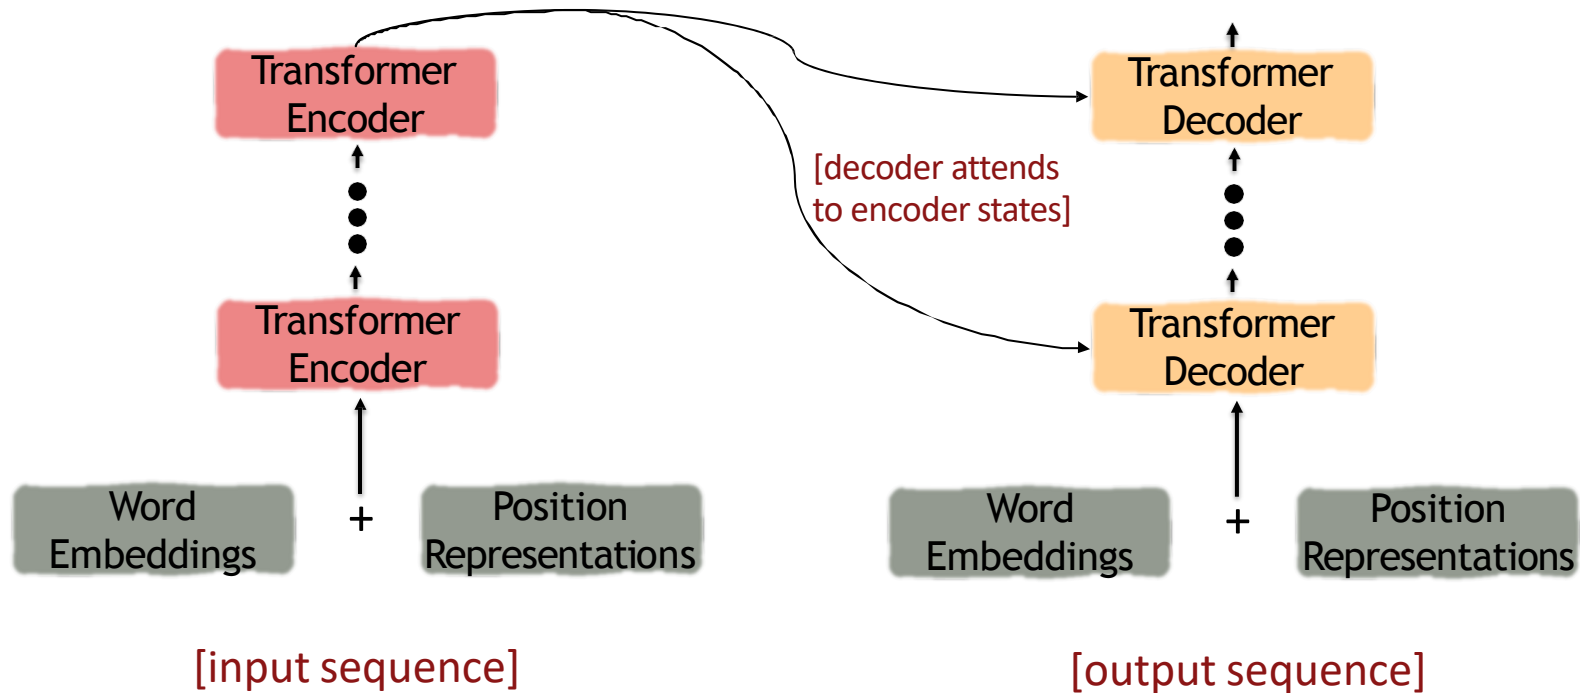 Transformer
Encoder
Transformer
Decoder
[decoder attends
to encoder states]
Transformer
Encoder
Transformer
Decoder
Word
Embeddings
+
Position
Representations
Word
Embeddings
+
Position
Representations
[input sequence]
[output sequence]